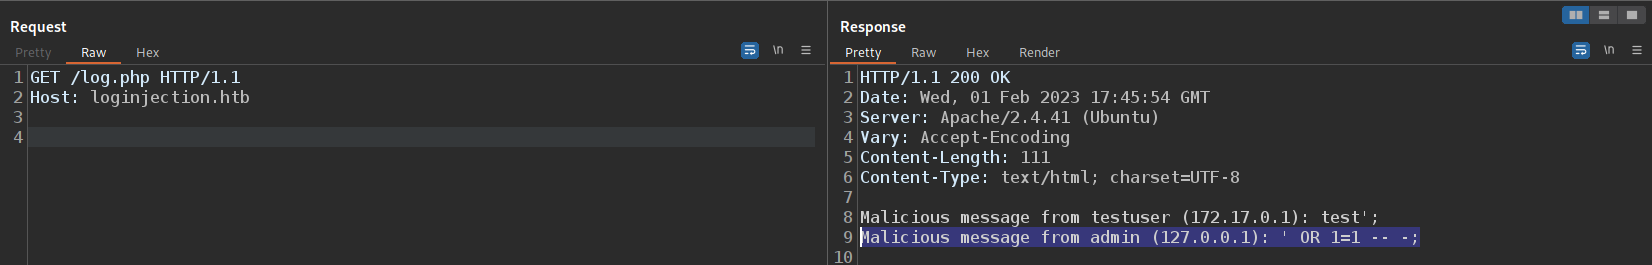 Request
Pretty Raw Hex \n
1 GET /log.php HTTP/1.1
2 Host: loginjection.htb
3
4
Response
Pretty Raw Hex Render \n
1 HTTP/1.1 200 OK
2 Date: Wed, 01 Feb 2023 17:45:54 GMT
3 Server: Apache/2.4.41 (Ubuntu)
4 Vary: Accept-Encoding
5 Content-Length: 111
6 Content-Type: text/html; charset=UTF-8
7
8 Malicious message from testuser (172.17.0.1): test';
9 Malicious message from admin (127.0.0.1): ' OR 1=1 -- -;
10